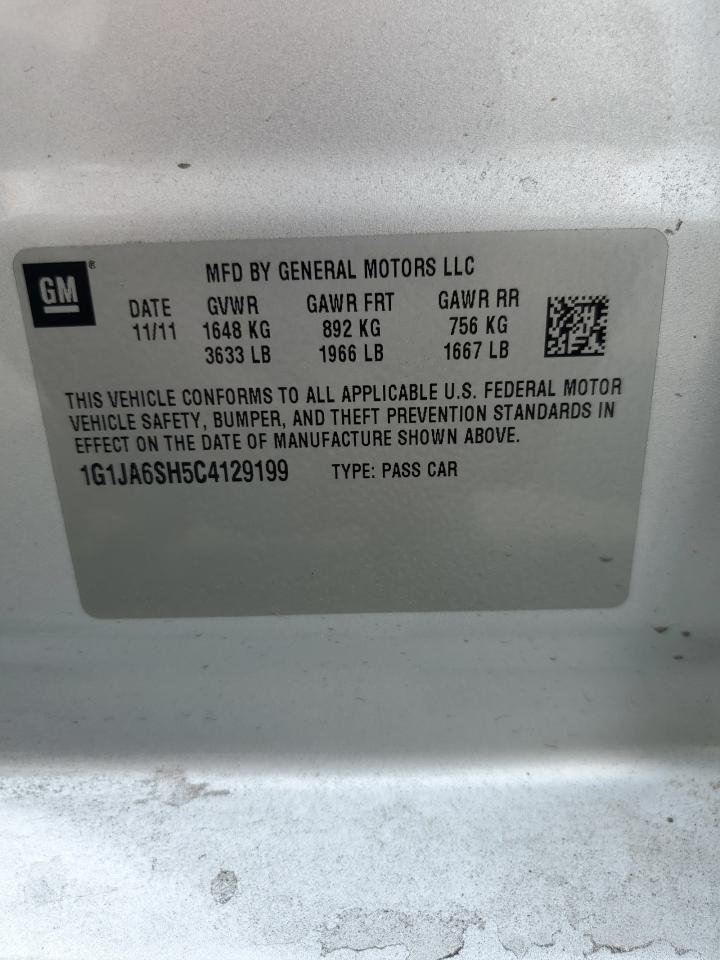 GM®
MFD BY GENERAL MOTORS LLC
DATE GVWR GAWR FRT GAWR RR
11/11 1648 KG 892 KG 756 KG
3633 LB 1966 LB 1667 LB
THIS VEHICLE CONFORMS TO ALL APPLICABLE U.S. FEDERAL MOTOR
VEHICLE SAFETY, BUMPER, AND THEFT PREVENTION STANDARDS IN
EFFECT ON THE DATE OF MANUFACTURE SHOWN ABOVE.
1G1JA6SH5C4129199 TYPE: PASS CAR